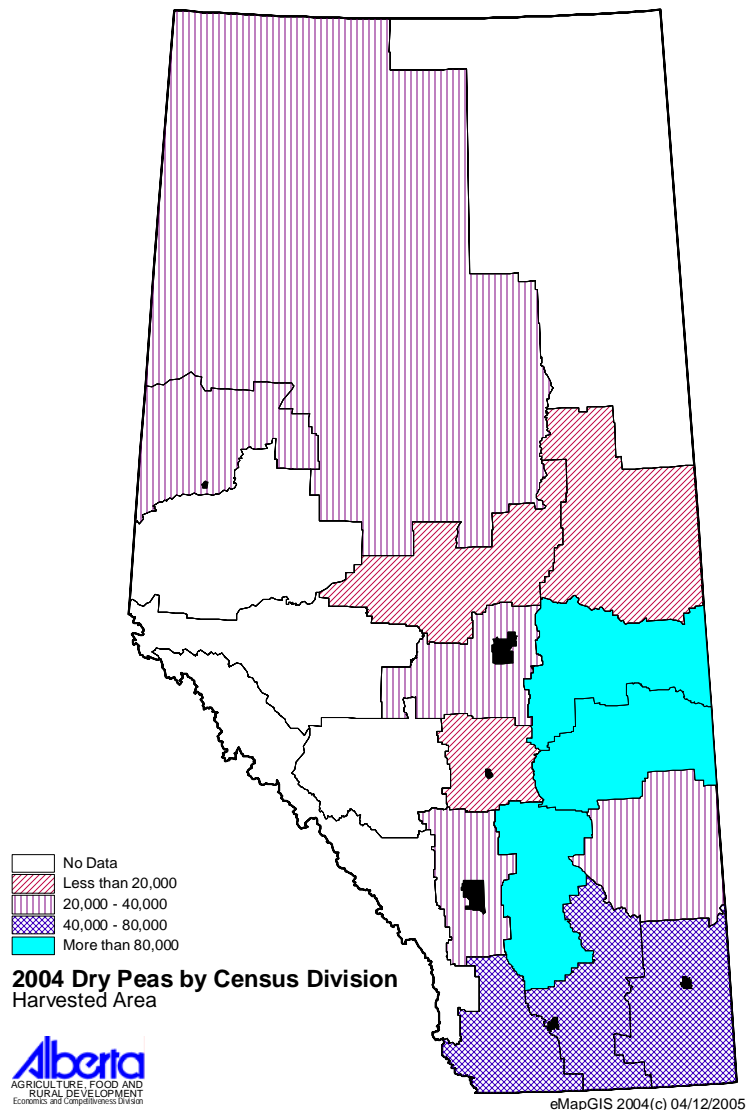 No Data
Less than 20,000
20,000 - 40,000
40,000 - 80,000
More than 80,000
2004 Dry Peas by Census Division
Harvested Area
Alberta
AGRICULTURE, FOOD AND
RURAL DEVELOPMENT
Economics and Competitiveness Division
eMapGIS 2004(c) 04/12/2005